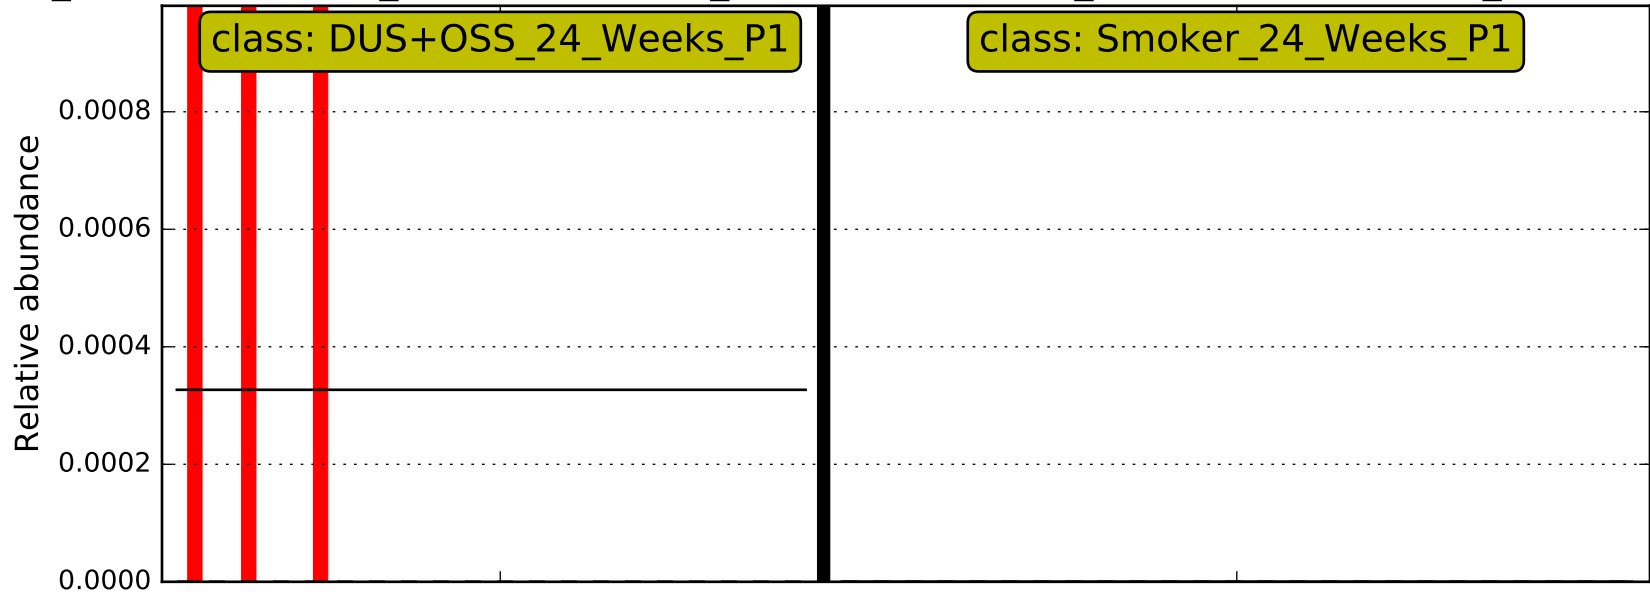 class: DUS+OSS_24_Weeks_P1
class: Smoker_24_Weeks_P1
Relative abundance
0.0008
0.0006
0.0004
0.0002
0.0000